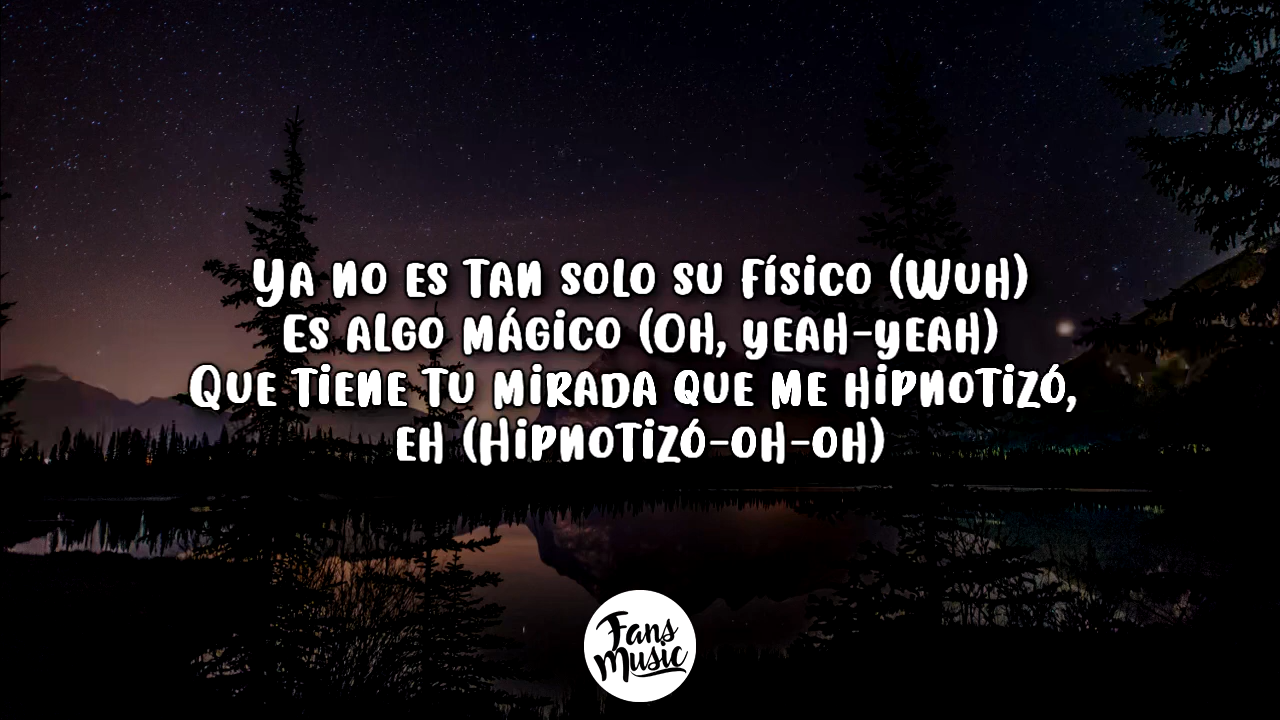 Ya no es tan solo su físico (Wuh)
Es algo mágico (Oh, yeah-yeah)
Que tiene tu mirada que me hipnotizó,
eh (Hipnotizó-oh-oh)
Fans
Music